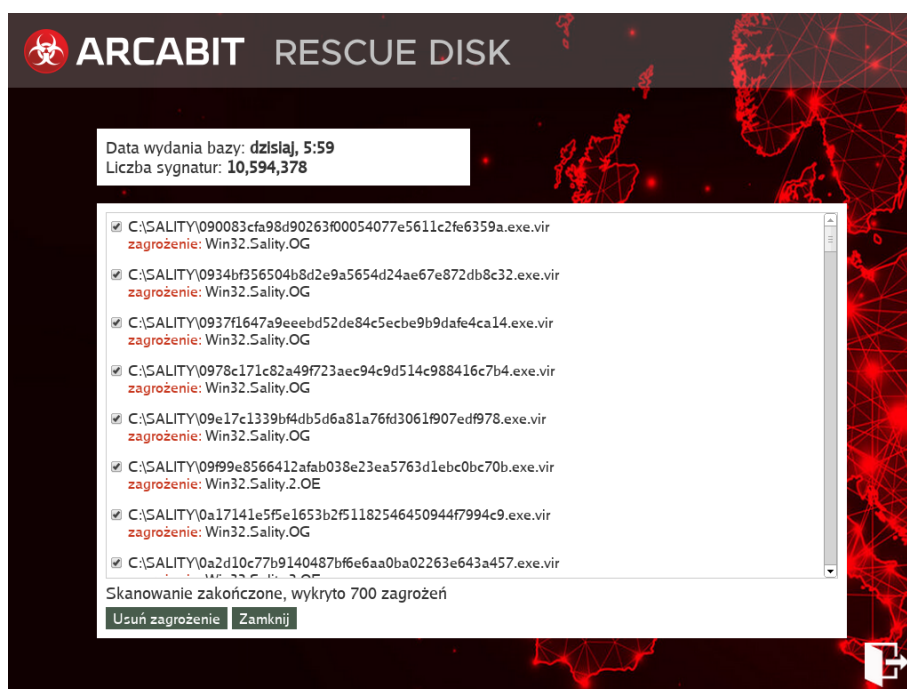 ARCABIT RESCUE DISK
Data wydania bazy: dzisiaj, 5:59
Liczba sygnatur: 10,594,378
C:\SALITY\090083cfa98d90263f00054077e5611c2fe6359a.exe.vir
zagrożenie: Win32.Sality.OG
C:\SALITY\0934bf356504b8d2e9a5654d24ae67e872db8c32.exe.vir
zagrożenie: Win32.Sality.OG
C:\SALITY\0937f1647a9eeebd52de84c5ecbe9b9dafe4ca14.exe.vir
zagrożenie: Win32.Sality.OG
C:\SALITY\0978c171c82a49f723aec94c9d514c988416c7b4.exe.vir
zagrożenie: Win32.Sality.OG
C:\SALITY\09e17c1339bf4db5d6a81a76fd3061f907edf978.exe.vir
zagrożenie: Win32.Sality.OG
C:\SALITY\09f99e8566412afab038e23ea5763d1ebc0bc70b.exe.vir
zagrożenie: Win32.Sality.2.OE
C:\SALITY\0a17141e5f5e1653b2f51182546450944f7994c9.exe.vir
zagrożenie: Win32.Sality.OG
C:\SALITY\0a2d10c77b9140487bf6e6aa0ba02263e643a457.exe.vir
Skanowanie zakończone, wykryto 700 zagrożeń
Usuń zagrożenie Zamknij